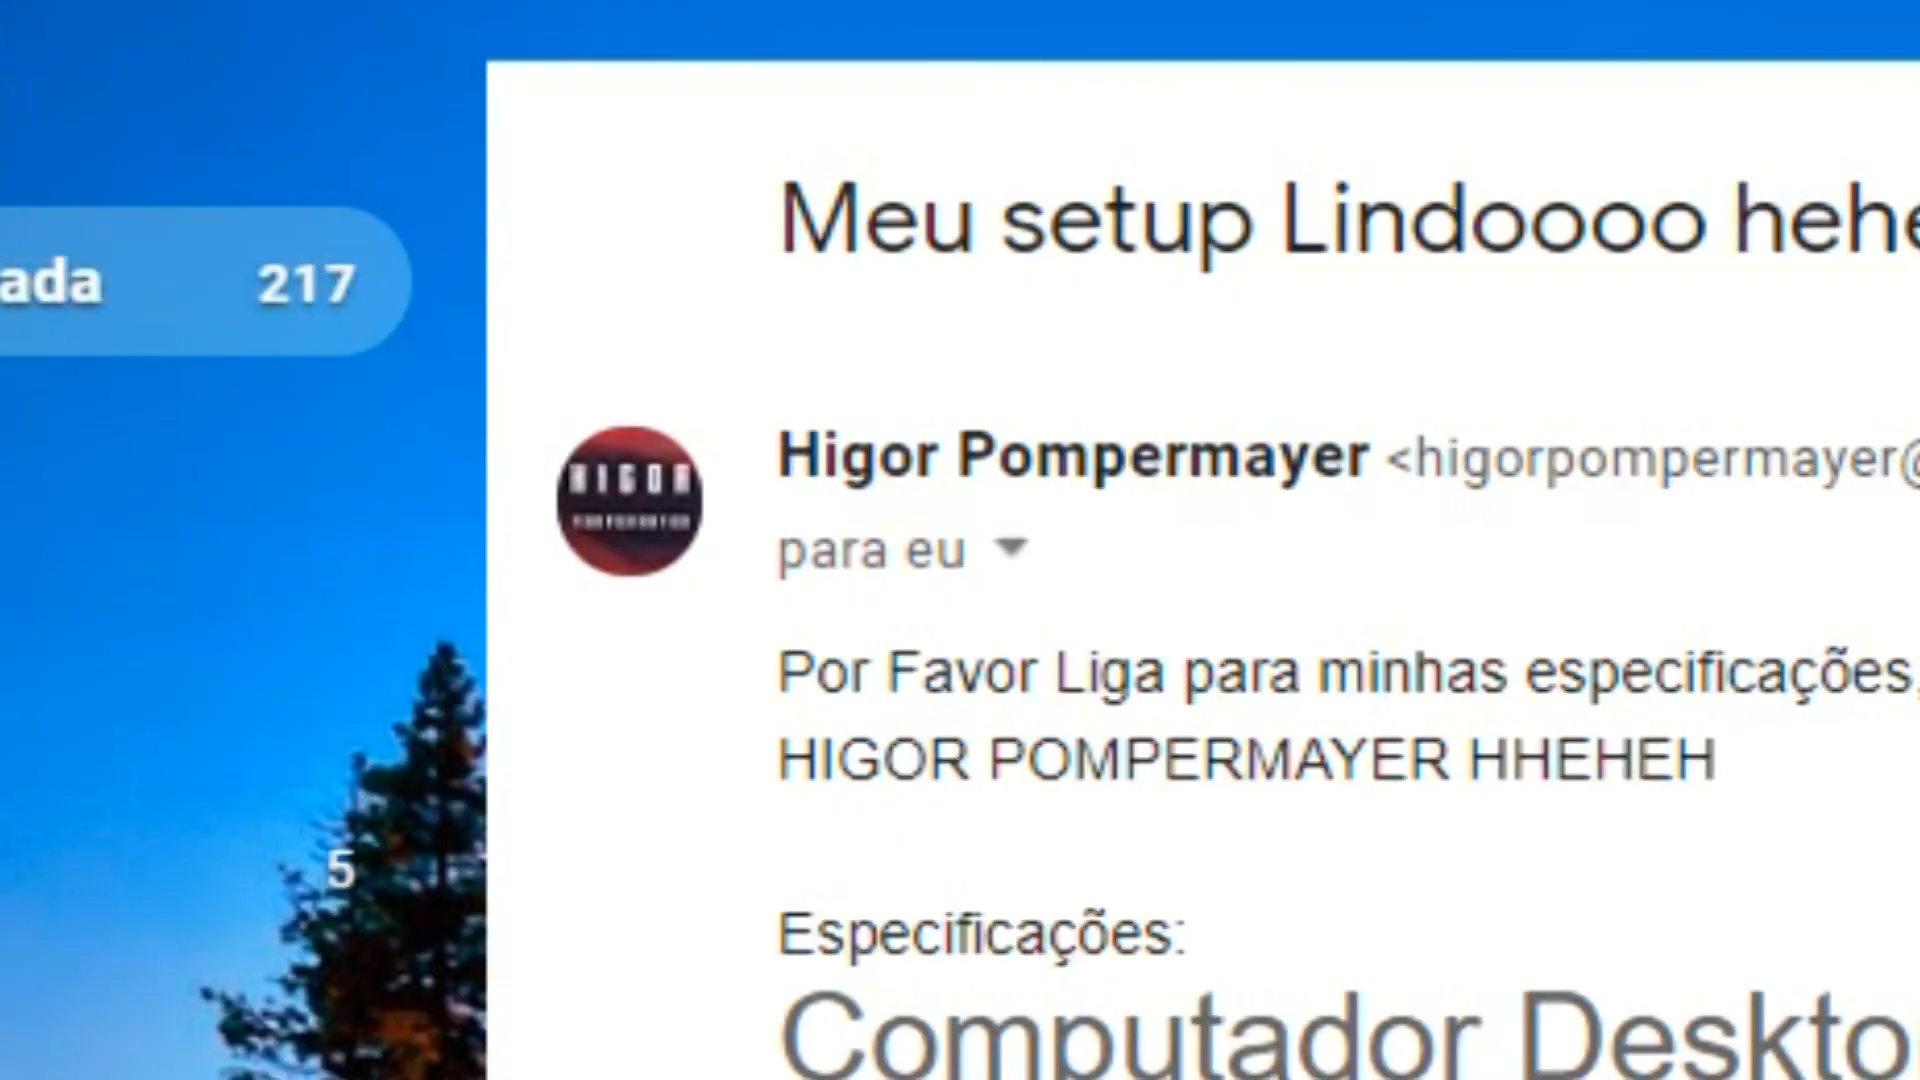 Meu setup Lindoooo hehe
ada 217
HIGOR
Higor Pompermayer <higorpompermayer@
para eu
Por Favor Liga para minhas especificações,
HIGOR POMPERMAYER HHEHEH
5
Especificações:
Computador Deskto